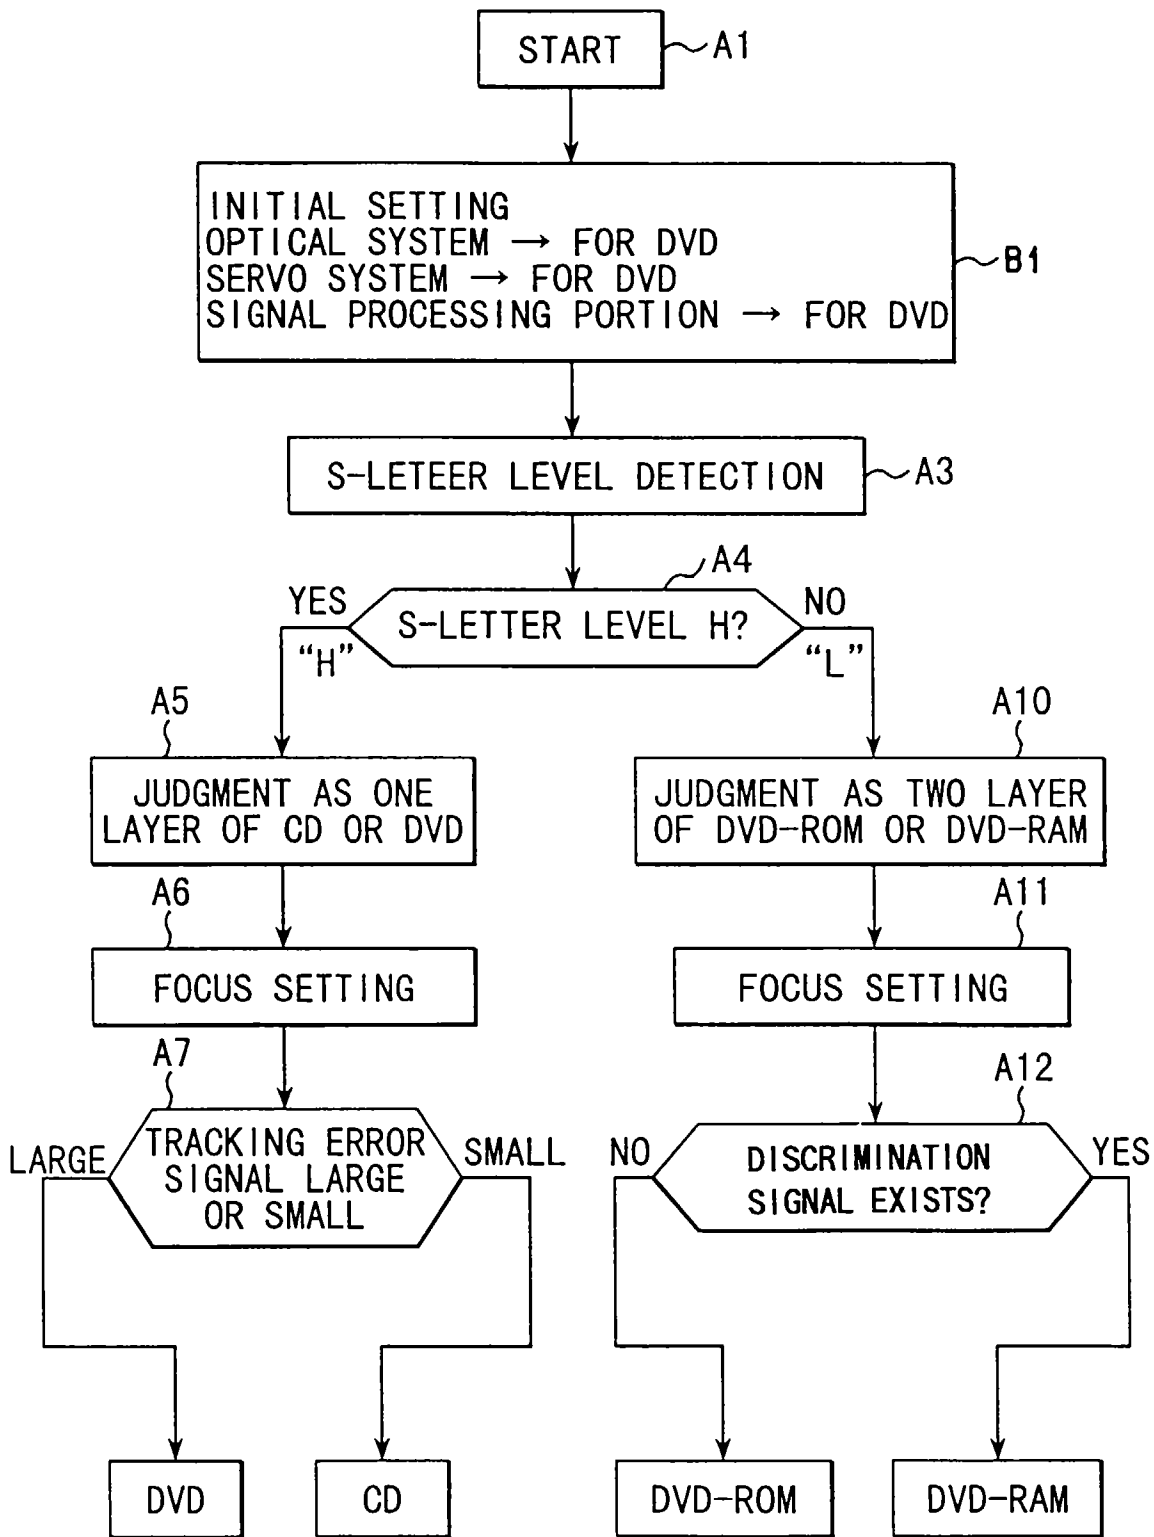 START
A1
INITIAL SETTING
OPTICAL SYSTEM → FOR DVD
SERVO SYSTEM → FOR DVD
SIGNAL PROCESSING PORTION → FOR DVD
B1
S-LETEER LEVEL DETECTION
A3
A4
YES
S-LETTER LEVEL H?
NO
"H"
"L"
A5
JUDGMENT AS ONE
LAYER OF CD OR DVD
A10
JUDGMENT AS TWO LAYER
OF DVD-ROM OR DVD-RAM
A6
FOCUS SETTING
A11
FOCUS SETTING
A7
LARGE
TRACKING ERROR
SIGNAL LARGE
OR SMALL
SMALL
A12
NO
DISCRIMINATION
SIGNAL EXISTS?
YES
DVD
CD
DVD-ROM
DVD-RAM